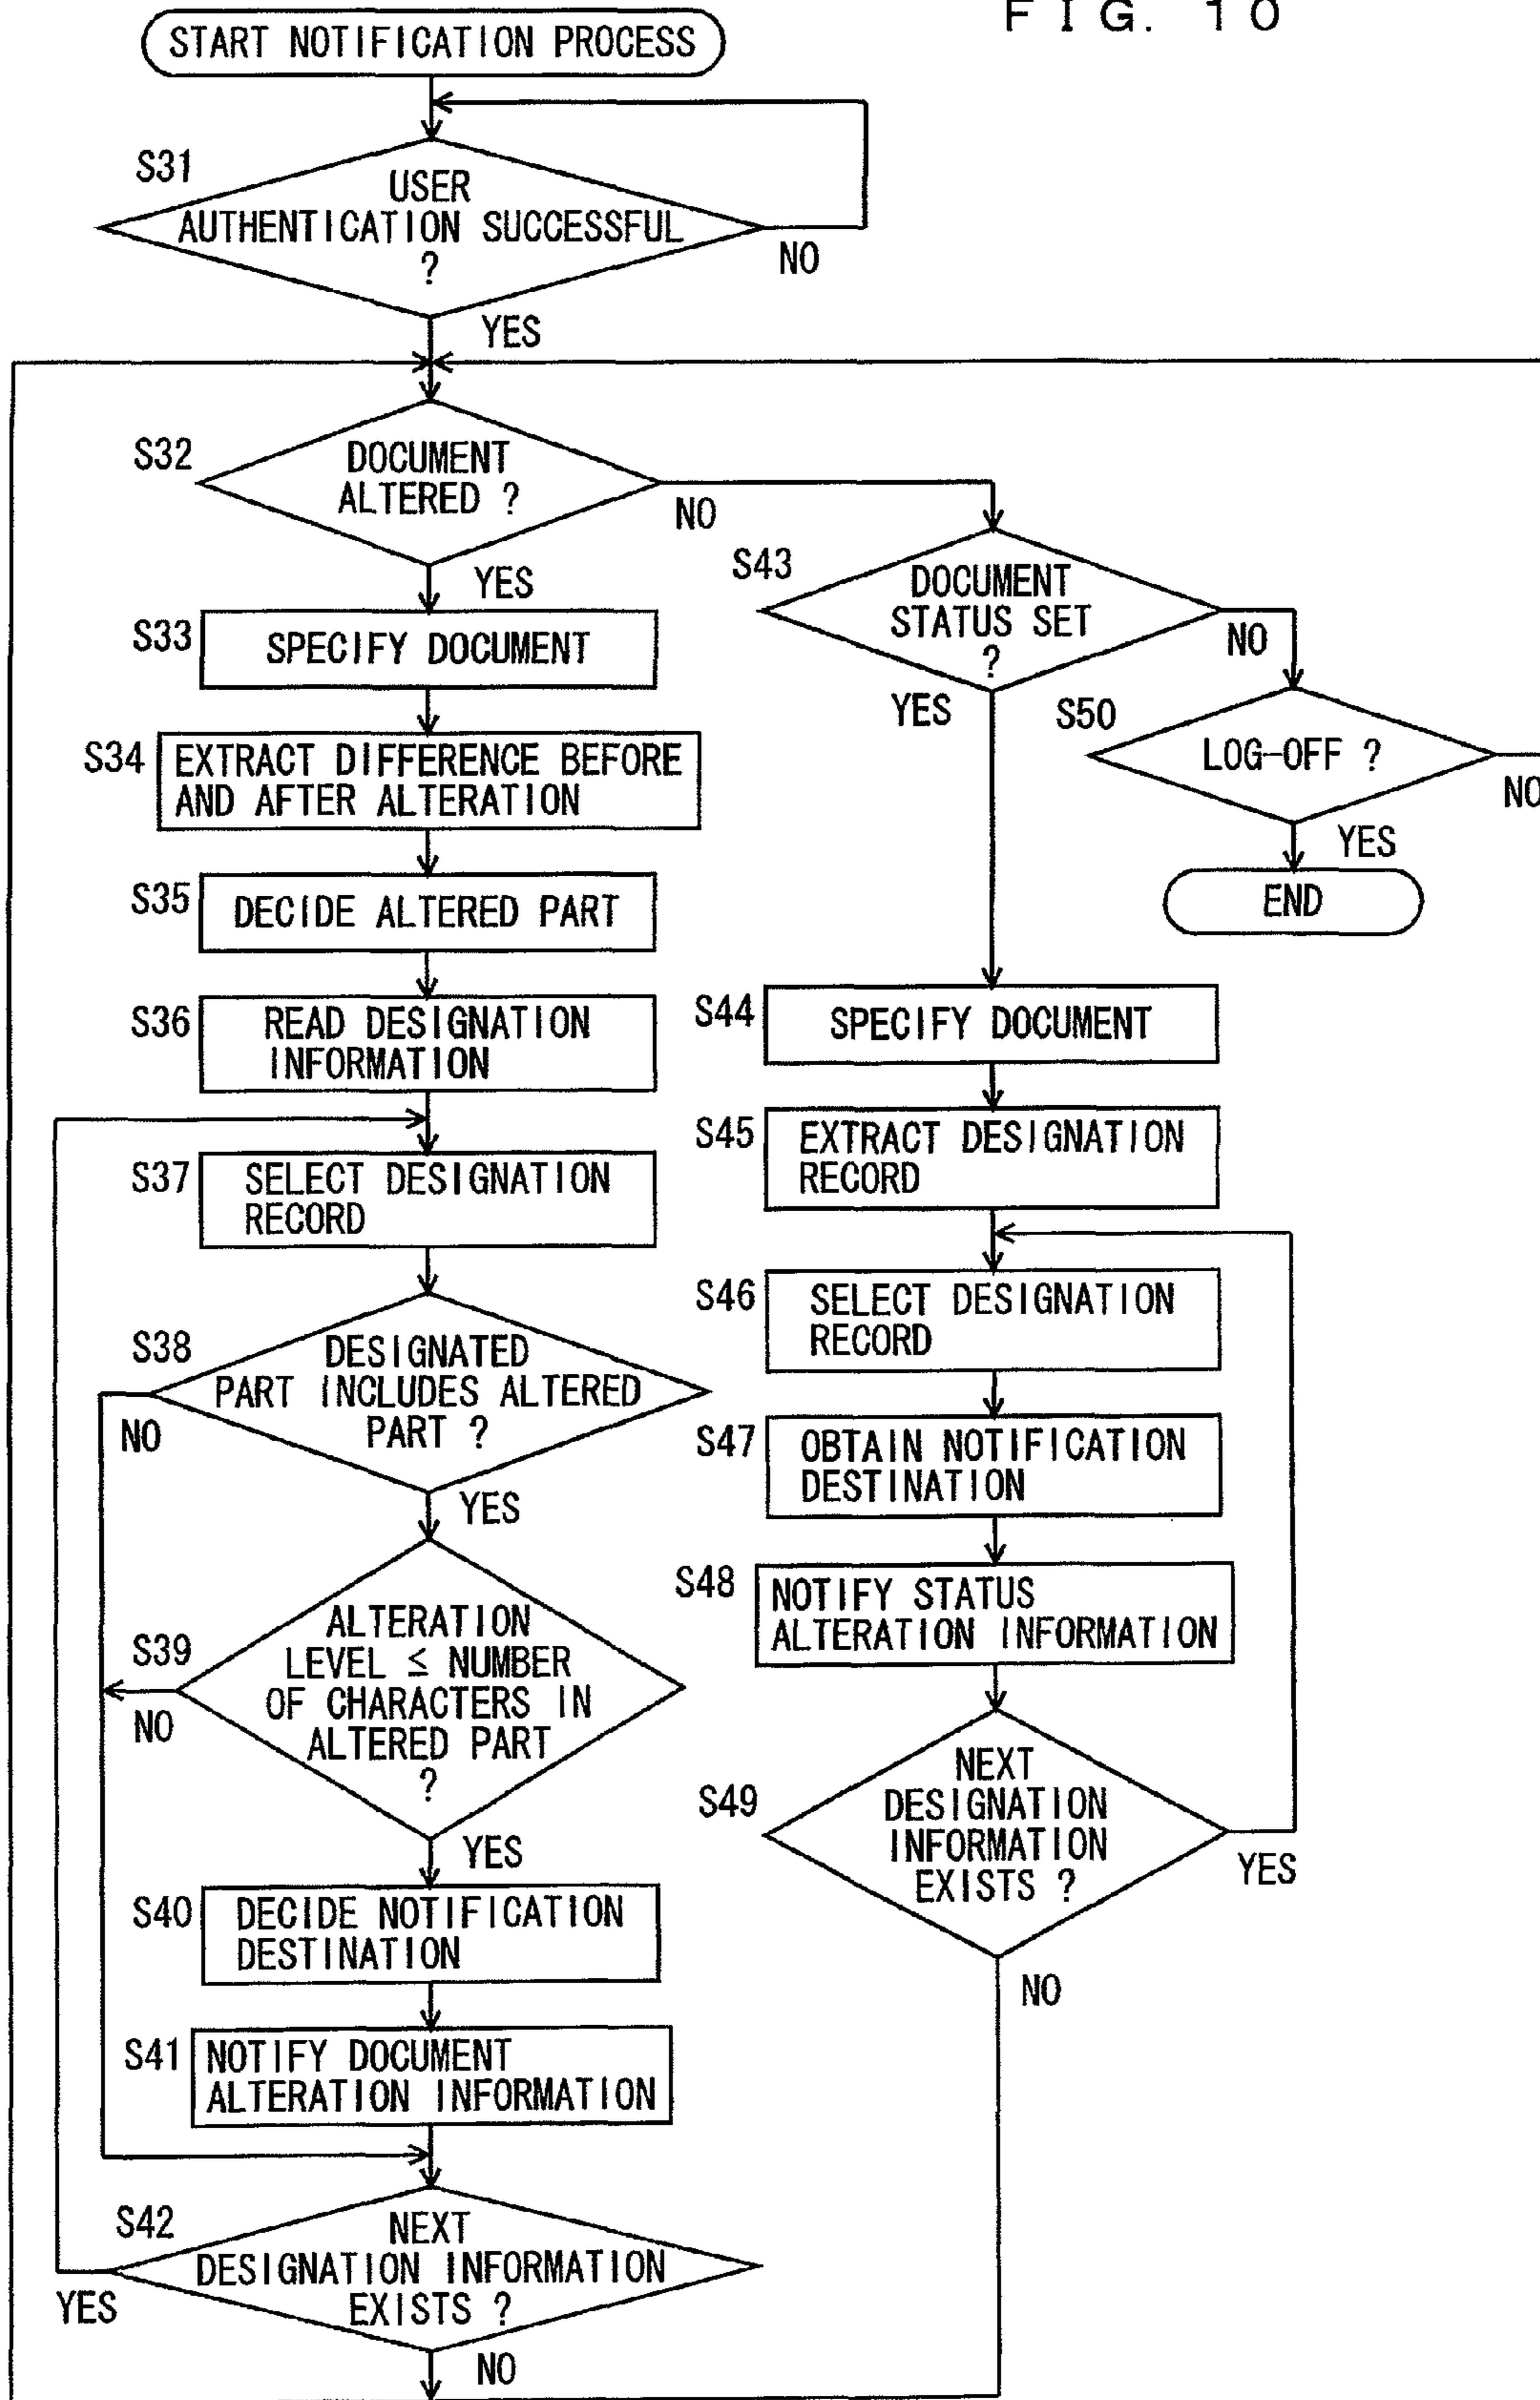 FIG. 10
START NOTIFICATION PROCESS
S31
USER
AUTHENTICATION SUCCESSFUL
?
NO
YES
S32
DOCUMENT
ALTERED ?
NO
YES
S33
SPECIFY DOCUMENT
S34
EXTRACT DIFFERENCE BEFORE
AND AFTER ALTERATION
S35
DECIDE ALTERED PART
S36
READ DESIGNATION
INFORMATION
S37
SELECT DESIGNATION
RECORD
S38
DESIGNATED
PART INCLUDES ALTERED
PART ?
NO
YES
S39
ALTERATION
LEVEL ≤ NUMBER
OF CHARACTERS IN
ALTERED PART
?
NO
YES
S40
DECIDE NOTIFICATION
DESTINATION
S41
NOTIFY DOCUMENT
ALTERATION INFORMATION
S42
NEXT
DESIGNATION INFORMATION
EXISTS ?
YES
NO
S43
DOCUMENT
STATUS SET
?
NO
YES
S50
LOG-OFF ?
NO
YES
END
S44
SPECIFY DOCUMENT
S45
EXTRACT DESIGNATION
RECORD
S46
SELECT DESIGNATION
RECORD
S47
OBTAIN NOTIFICATION
DESTINATION
S48
NOTIFY STATUS
ALTERATION INFORMATION
S49
NEXT
DESIGNATION
INFORMATION
EXISTS ?
YES
NO